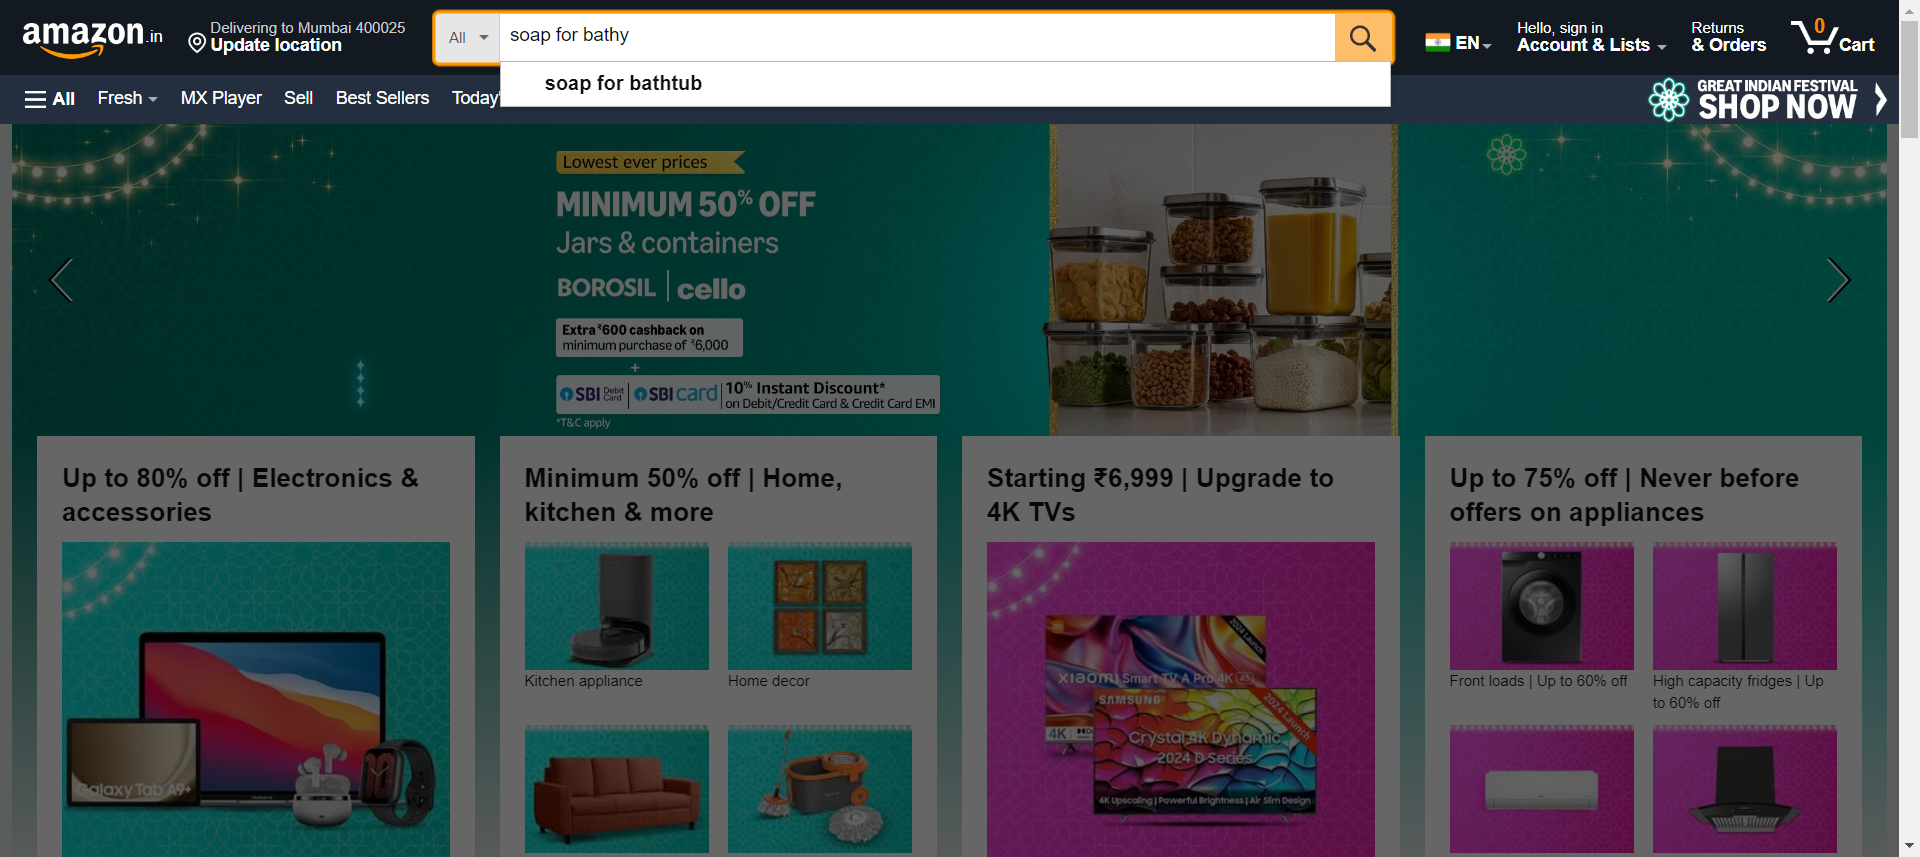 amazon.in
Delivering to Mumbai 400025
Update location
All
soap for bathy
EN
Hello, sign in
Account & Lists
Returns
& Orders
0
Cart
soap for bathtub
All
Fresh
MX Player
Sell
Best Sellers
Today'
GREAT INDIAN FESTIVAL
SHOP NOW
Lowest ever prices
MINIMUM 50% OFF
Jars & containers
BOROSIL | cello
Extra ₹600 cashback on
minimum purchase of ₹6,000
+
SBI Debit Card | SBI card | 10% Instant Discount*
on Debit/Credit Card & Credit Card EMI
*T&C apply
Up to 80% off | Electronics &
accessories
Galaxy Tab A9+
Minimum 50% off | Home,
kitchen & more
Kitchen appliance
Home decor
Starting ₹6,999 | Upgrade to
4K TVs
2024 Launch
xiaomi Smart TV A Pro 4K 43
4K
SAMSUNG
2024 Launch
Crystal 4K Dynamic
2024 D Series
4K Upscaling | Powerful Brightness | Air Slim Design
Up to 75% off | Never before
offers on appliances
Front loads | Up to 60% off
High capacity fridges | Up
to 60% off